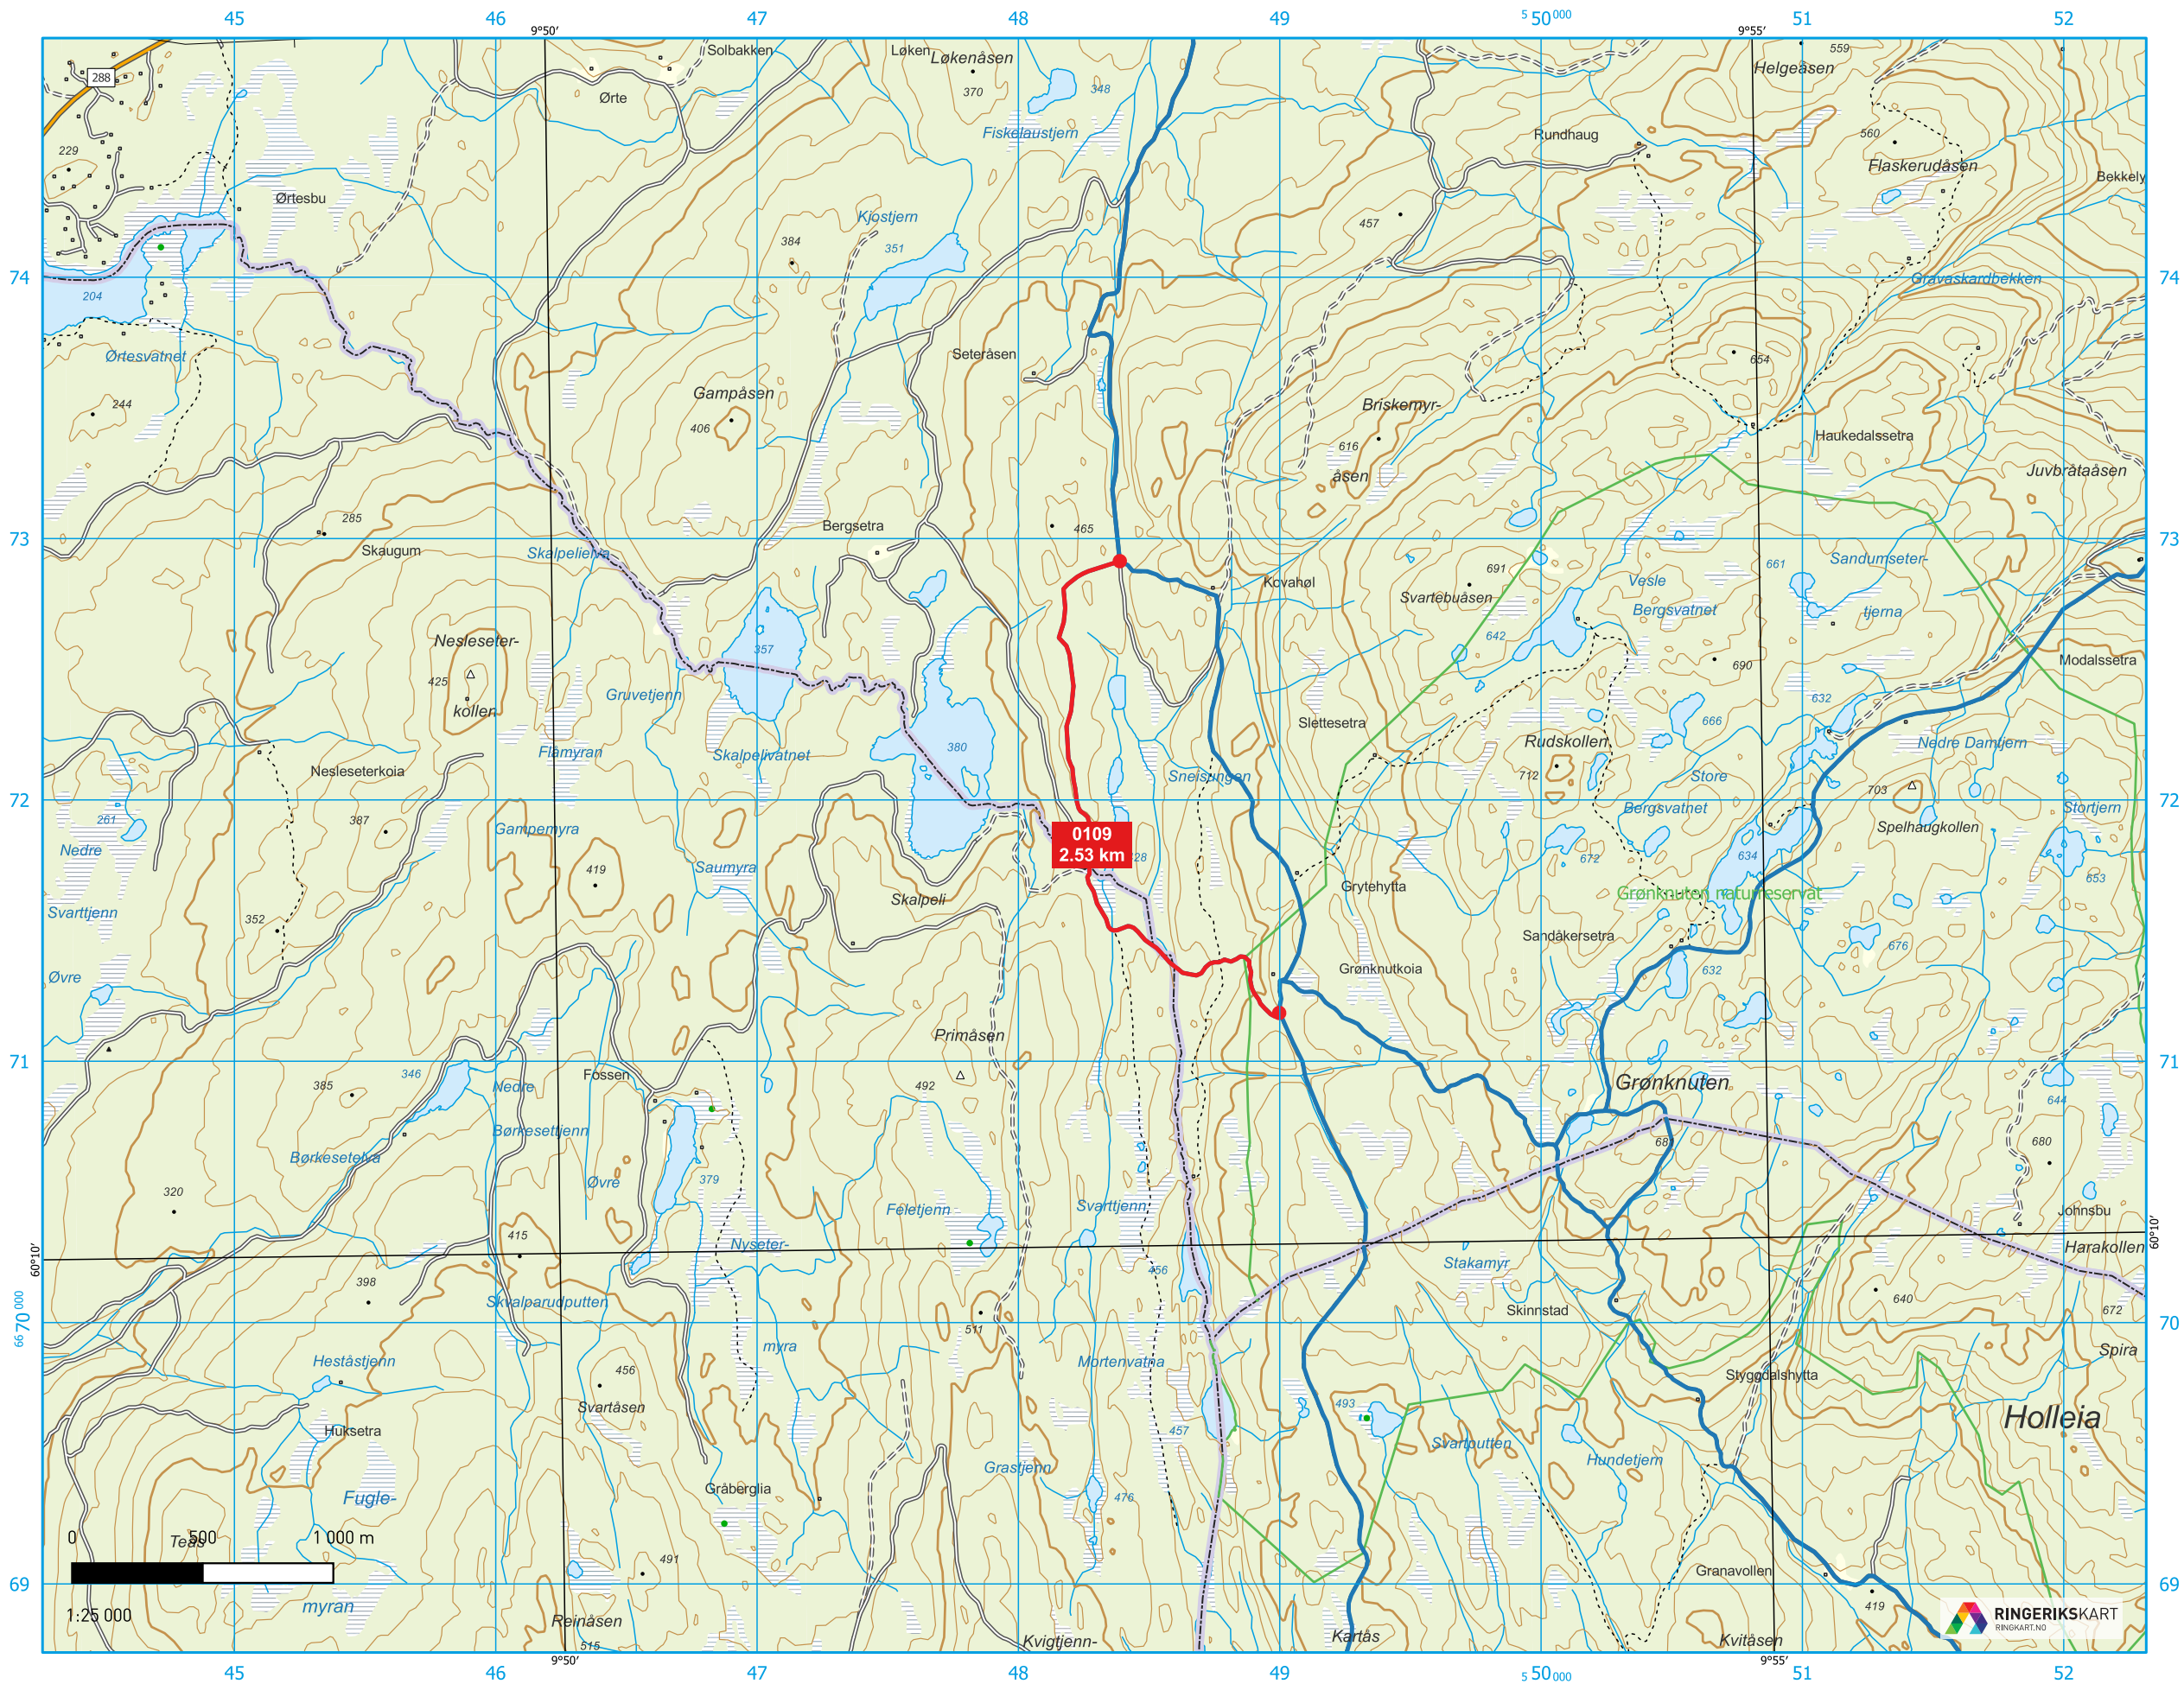 45 46 47 48 49 5 50 000 51 52
9°50' 9°55'
288
Solbakken
Løken
Løkenåsen
370
348
Fiskelaustjern
Ørte
Helgeåsen
559
560
Flaskerudåsen
Bekkely
Rundhaug
229
Ørtesbu
Kjostjern
351
384
457
74
204
Ørtesvatnet
Gravaskardbekken
74
244
Seteråsen
Gampåsen
406
Briskemyr-
616
åsen
654
Haukedalssetra
Juvbråtaåsen
285
Skaugum
Bergsetra
465
73
Skalpelielva
73
Kovahøl
691
Svartebuåsen
Vesle
Bergsvatnet
661
Sandumseter-
tjerna
642
690
Modalssetra
Nesleseter-
425
kollen
357
Gruvetjenn
Flåmyran
Skalpelivatnet
380
Slettesetra
Sneisungen
Rudskollen
712
666
632
Store
Bergsvatnet
Nedre Damtjern
703
Spelhaugkollen
Stortjern
Nesleseterkoia
72
72
261
Nedre
387
Gampemyra
0109
2.53 km
634
672
653
Svarttjenn
352
419
Saumyra
Skalpeli
Grytehytta
Grønknuten naturreservat
Sandåkersetra
676
Øvre
Grønknutkoia
632
Primåsen
492
71
71
346
385
Nedre
Børkesettjenn
Fossen
Grønknuten
644
680
Børkesetelva
320
Øvre
379
Føletjenn
Svarttjenn
Johnsbu
415
Nyseter-
myra
456
Stakamyr
Harakollen
60°10'
60°10'
398
Skvalparudputten
511
Skinnstad
640
672
66 70 000
70
Heståstjenn
456
Svartåsen
Mortenvatna
Spira
Styggdalshytta
Huksetra
493
457
Svartputten
Holleia
Hundetjern
Grastjenn
476
Gråberglia
Fugle-
myran
0 500 1 000 m
Teås
491
Granavollen
69
69
1:25 000
419
Reinåsen
515
Kvigtjenn-
Kartås
Kvitåsen
RINGERIKSKART
RINGKART.NO
9°50' 9°55'
45 46 47 48 49 5 50 000 51 52